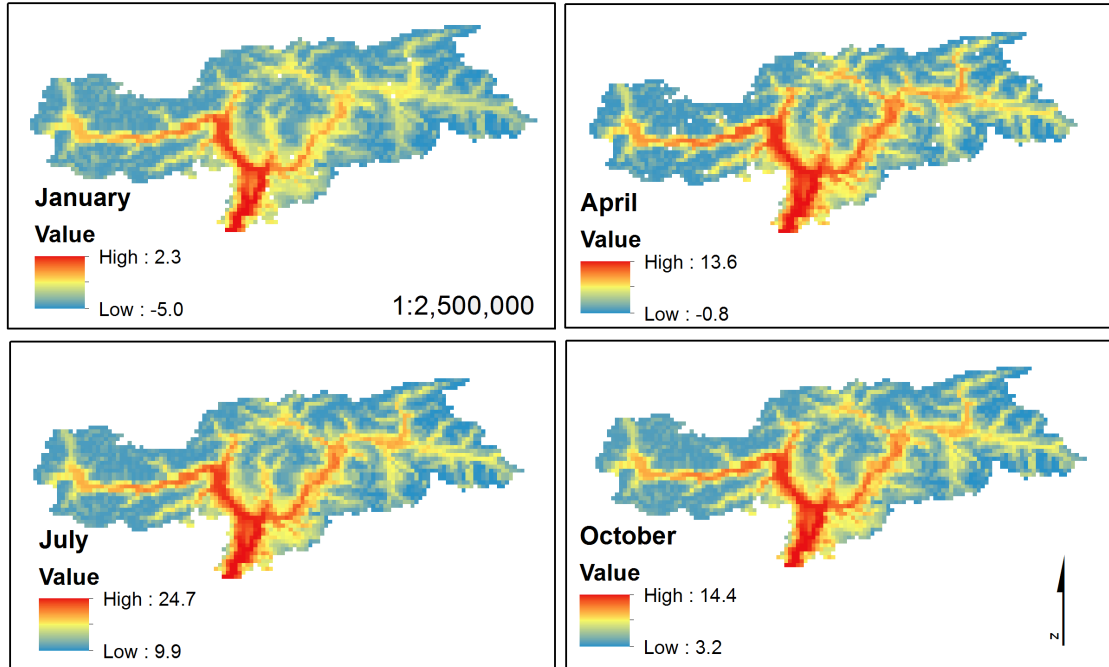 January
Value
High : 2.3
Low : -5.0
1:2,500,000
April
Value
High : 13.6
Low : -0.8
July
Value
High : 24.7
Low : 9.9
October
Value
High : 14.4
Low : 3.2
N